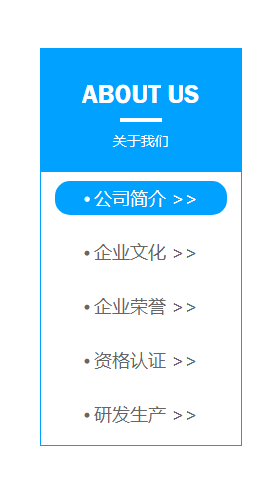 ABOUT US
关于我们
• 公司简介 >>
• 企业文化 >>
• 企业荣誉 >>
• 资格认证 >>
• 研发生产 >>